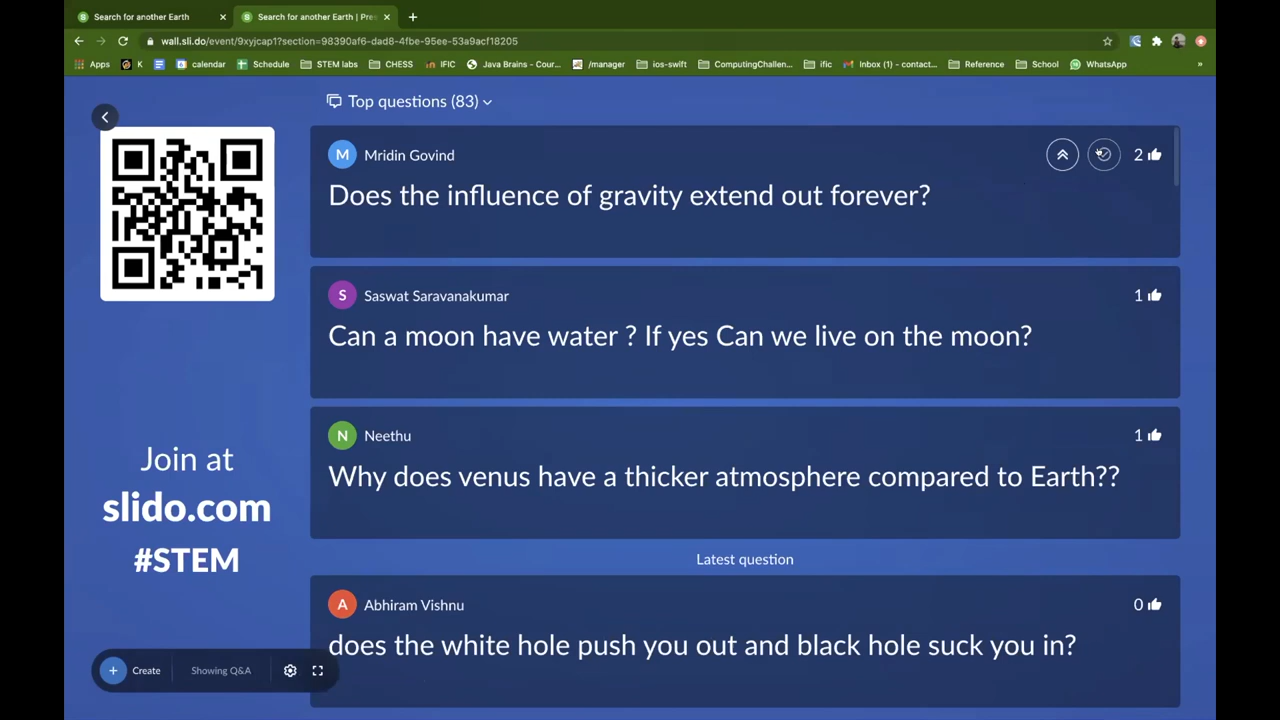 Search for another Earth
Search for another Earth | Pres
wall.sli.do/event/9xyjcap1?section=98390af6-dad8-4fbe-95ee-53a9acf18205
Apps K calendar Schedule STEM labs CHESS IFIC Java Brains - Cour... /manager ios-swift ComputingChallen... ific Inbox (1) - contact... Reference School WhatsApp »
Top questions (83)
M Mridin Govind 2
Does the influence of gravity extend out forever?
S Saswat Saravanakumar 1
Can a moon have water ? If yes Can we live on the moon?
N Neethu 1
Why does venus have a thicker atmosphere compared to Earth??
Join at
slido.com
#STEM
Latest question
A Abhiram Vishnu 0
does the white hole push you out and black hole suck you in?
+ Create Showing Q&A